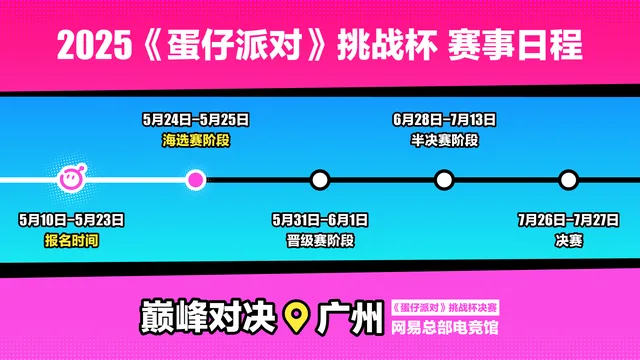 2025《蛋仔派对》挑战杯 赛事日程
5月24日-5月25日
海选赛阶段
6月28日-7月13日
半决赛阶段
5月10日-5月23日
报名时间
5月31日-6月1日
晋级赛阶段
7月26日-7月27日
决赛
巅峰对决 广州
《蛋仔派对》挑战杯决赛
网易总部电竞馆